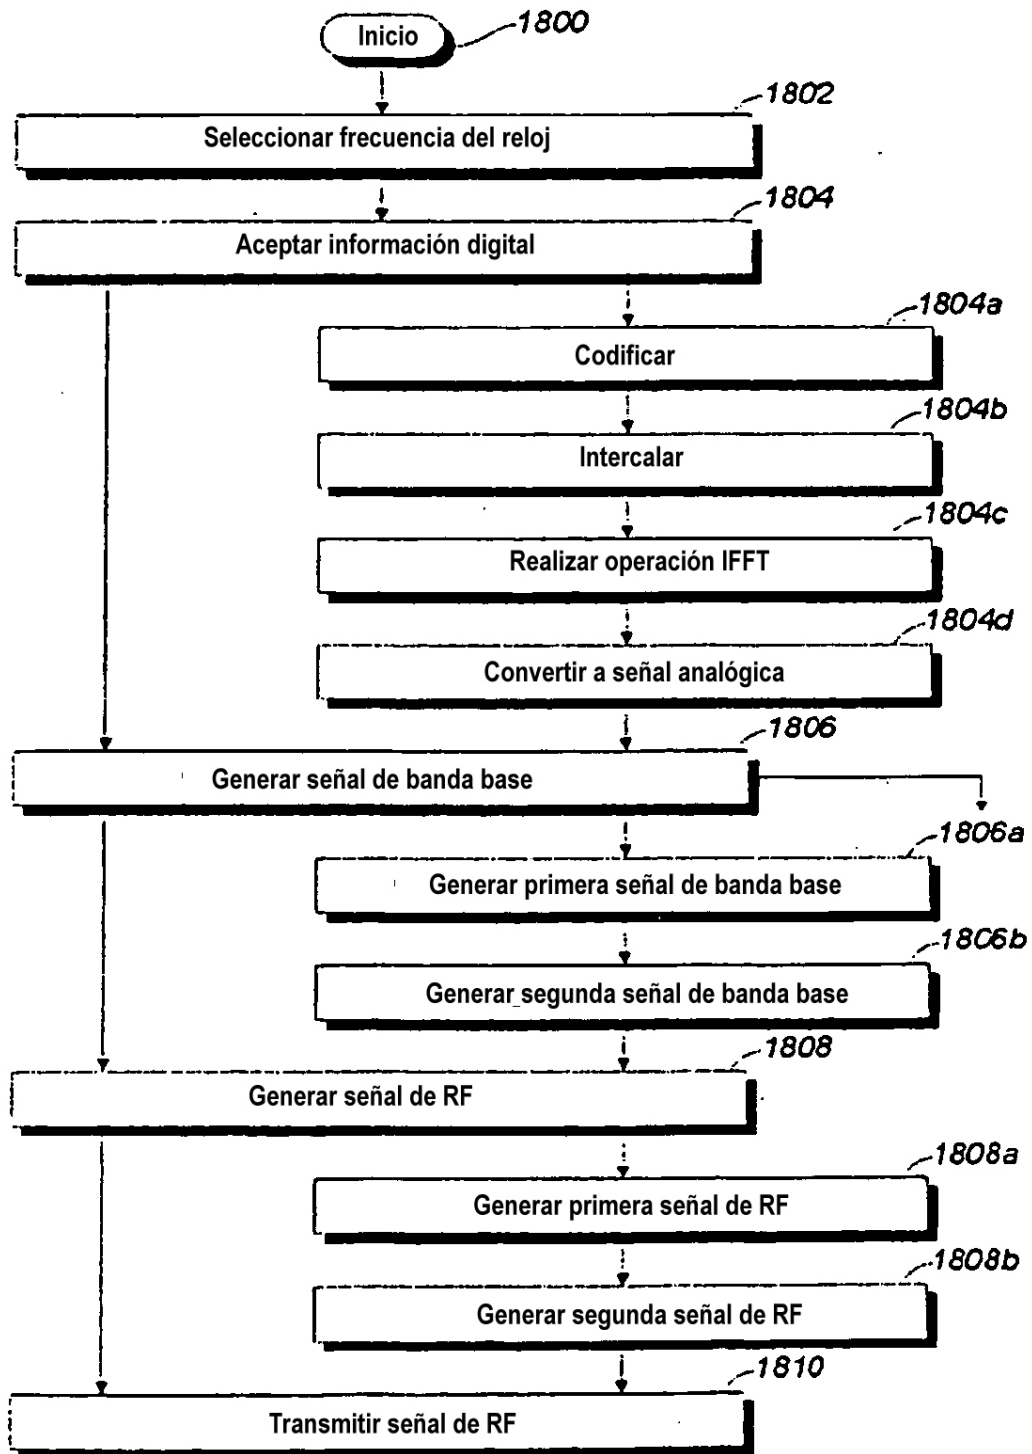 Inicio
1800
1802
Seleccionar frecuencia del reloj
1804
Aceptar información digital
1804a
Codificar
1804b
Intercalar
1804c
Realizar operación IFFT
1804d
Convertir a señal analógica
1806
Generar señal de banda base
1806a
Generar primera señal de banda base
1806b
Generar segunda señal de banda base
1808
Generar señal de RF
1808a
Generar primera señal de RF
1808b
Generar segunda señal de RF
1810
Transmitir señal de RF